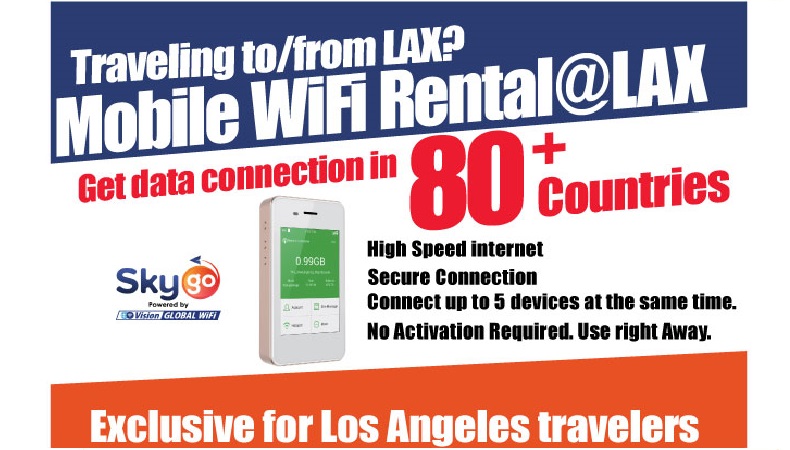 Traveling to/from LAX?
Mobile WiFi Rental@LAX
Get data connection in 80+ Countries
High Speed internet
Secure Connection
Connect up to 5 devices at the same time.
No Activation Required. Use right Away.
0.99GB
Sky go
Powered by
Vision GLOBAL WiFi
Exclusive for Los Angeles travelers